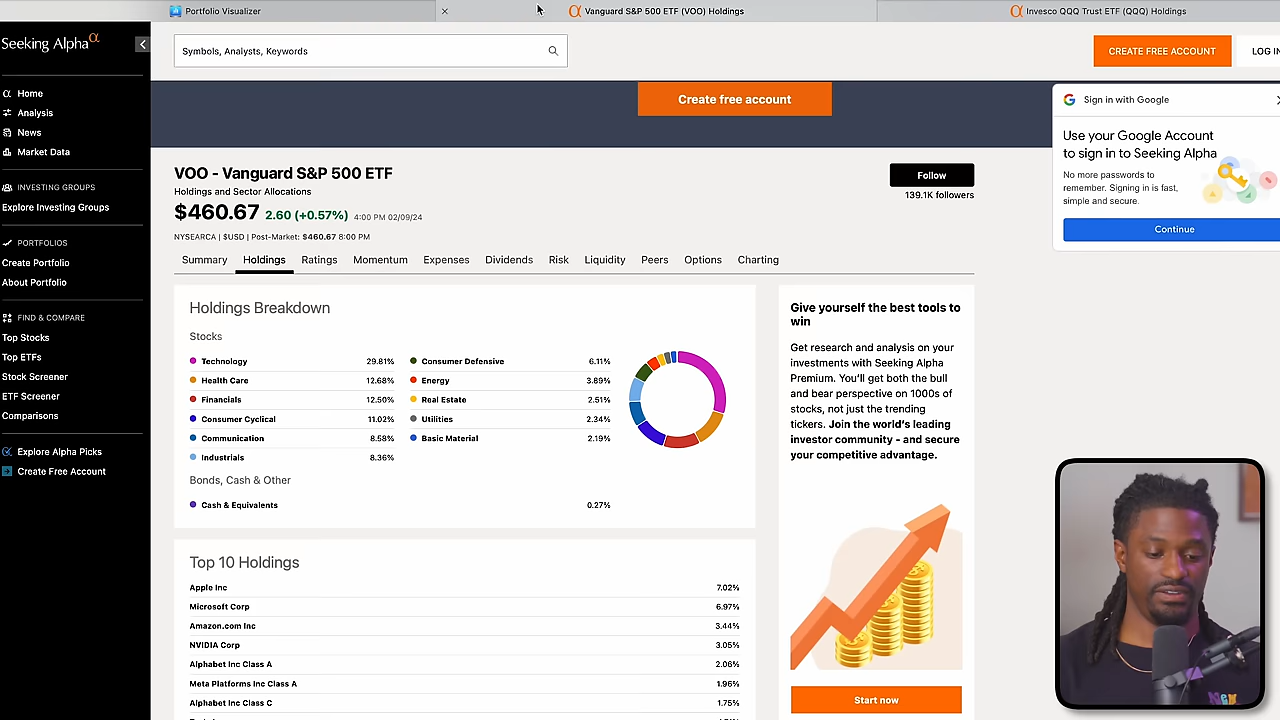 Portfolio Visualizer
Vanguard S&P 500 ETF (VOO) Holdings
Invesco QQQ Trust ETF (QQQ) Holdings
Seeking Alpha α
Symbols, Analysts, Keywords
CREATE FREE ACCOUNT
LOG IN
Home
Analysis
News
Market Data
INVESTING GROUPS
Explore Investing Groups
PORTFOLIOS
Create Portfolio
About Portfolio
FIND & COMPARE
Top Stocks
Top ETFs
Stock Screener
ETF Screener
Comparisons
Explore Alpha Picks
Create Free Account
Create free account
Sign in with Google
Use your Google Account
to sign in to Seeking Alpha
No more passwords to
remember. Signing in is fast,
simple and secure.
Continue
VOO - Vanguard S&P 500 ETF
Holdings and Sector Allocations
$460.67 2.60 (+0.57%) 4:00 PM 02/09/24
NYSEARCA | $USD | Post-Market: $460.67 8:00 PM
Follow
139.1K followers
Summary Holdings Ratings Momentum Expenses Dividends Risk Liquidity Peers Options Charting
Holdings Breakdown
Stocks
Technology 29.81%
Health Care 12.68%
Financials 12.50%
Consumer Cyclical 11.02%
Communication 8.58%
Industrials 8.36%
Consumer Defensive 6.11%
Energy 3.89%
Real Estate 2.51%
Utilities 2.34%
Basic Material 2.19%
Bonds, Cash & Other
Cash & Equivalents 0.27%
Top 10 Holdings
Apple Inc 7.02%
Microsoft Corp 6.97%
Amazon.com Inc 3.44%
NVIDIA Corp 3.05%
Alphabet Inc Class A 2.06%
Meta Platforms Inc Class A 1.96%
Alphabet Inc Class C 1.75%
Give yourself the best tools to
win
Get research and analysis on your
investments with Seeking Alpha
Premium. You'll get both the bull
and bear perspective on 1000s of
stocks, not just the trending
tickers. Join the world's leading
investor community - and secure
your competitive advantage.
Start now